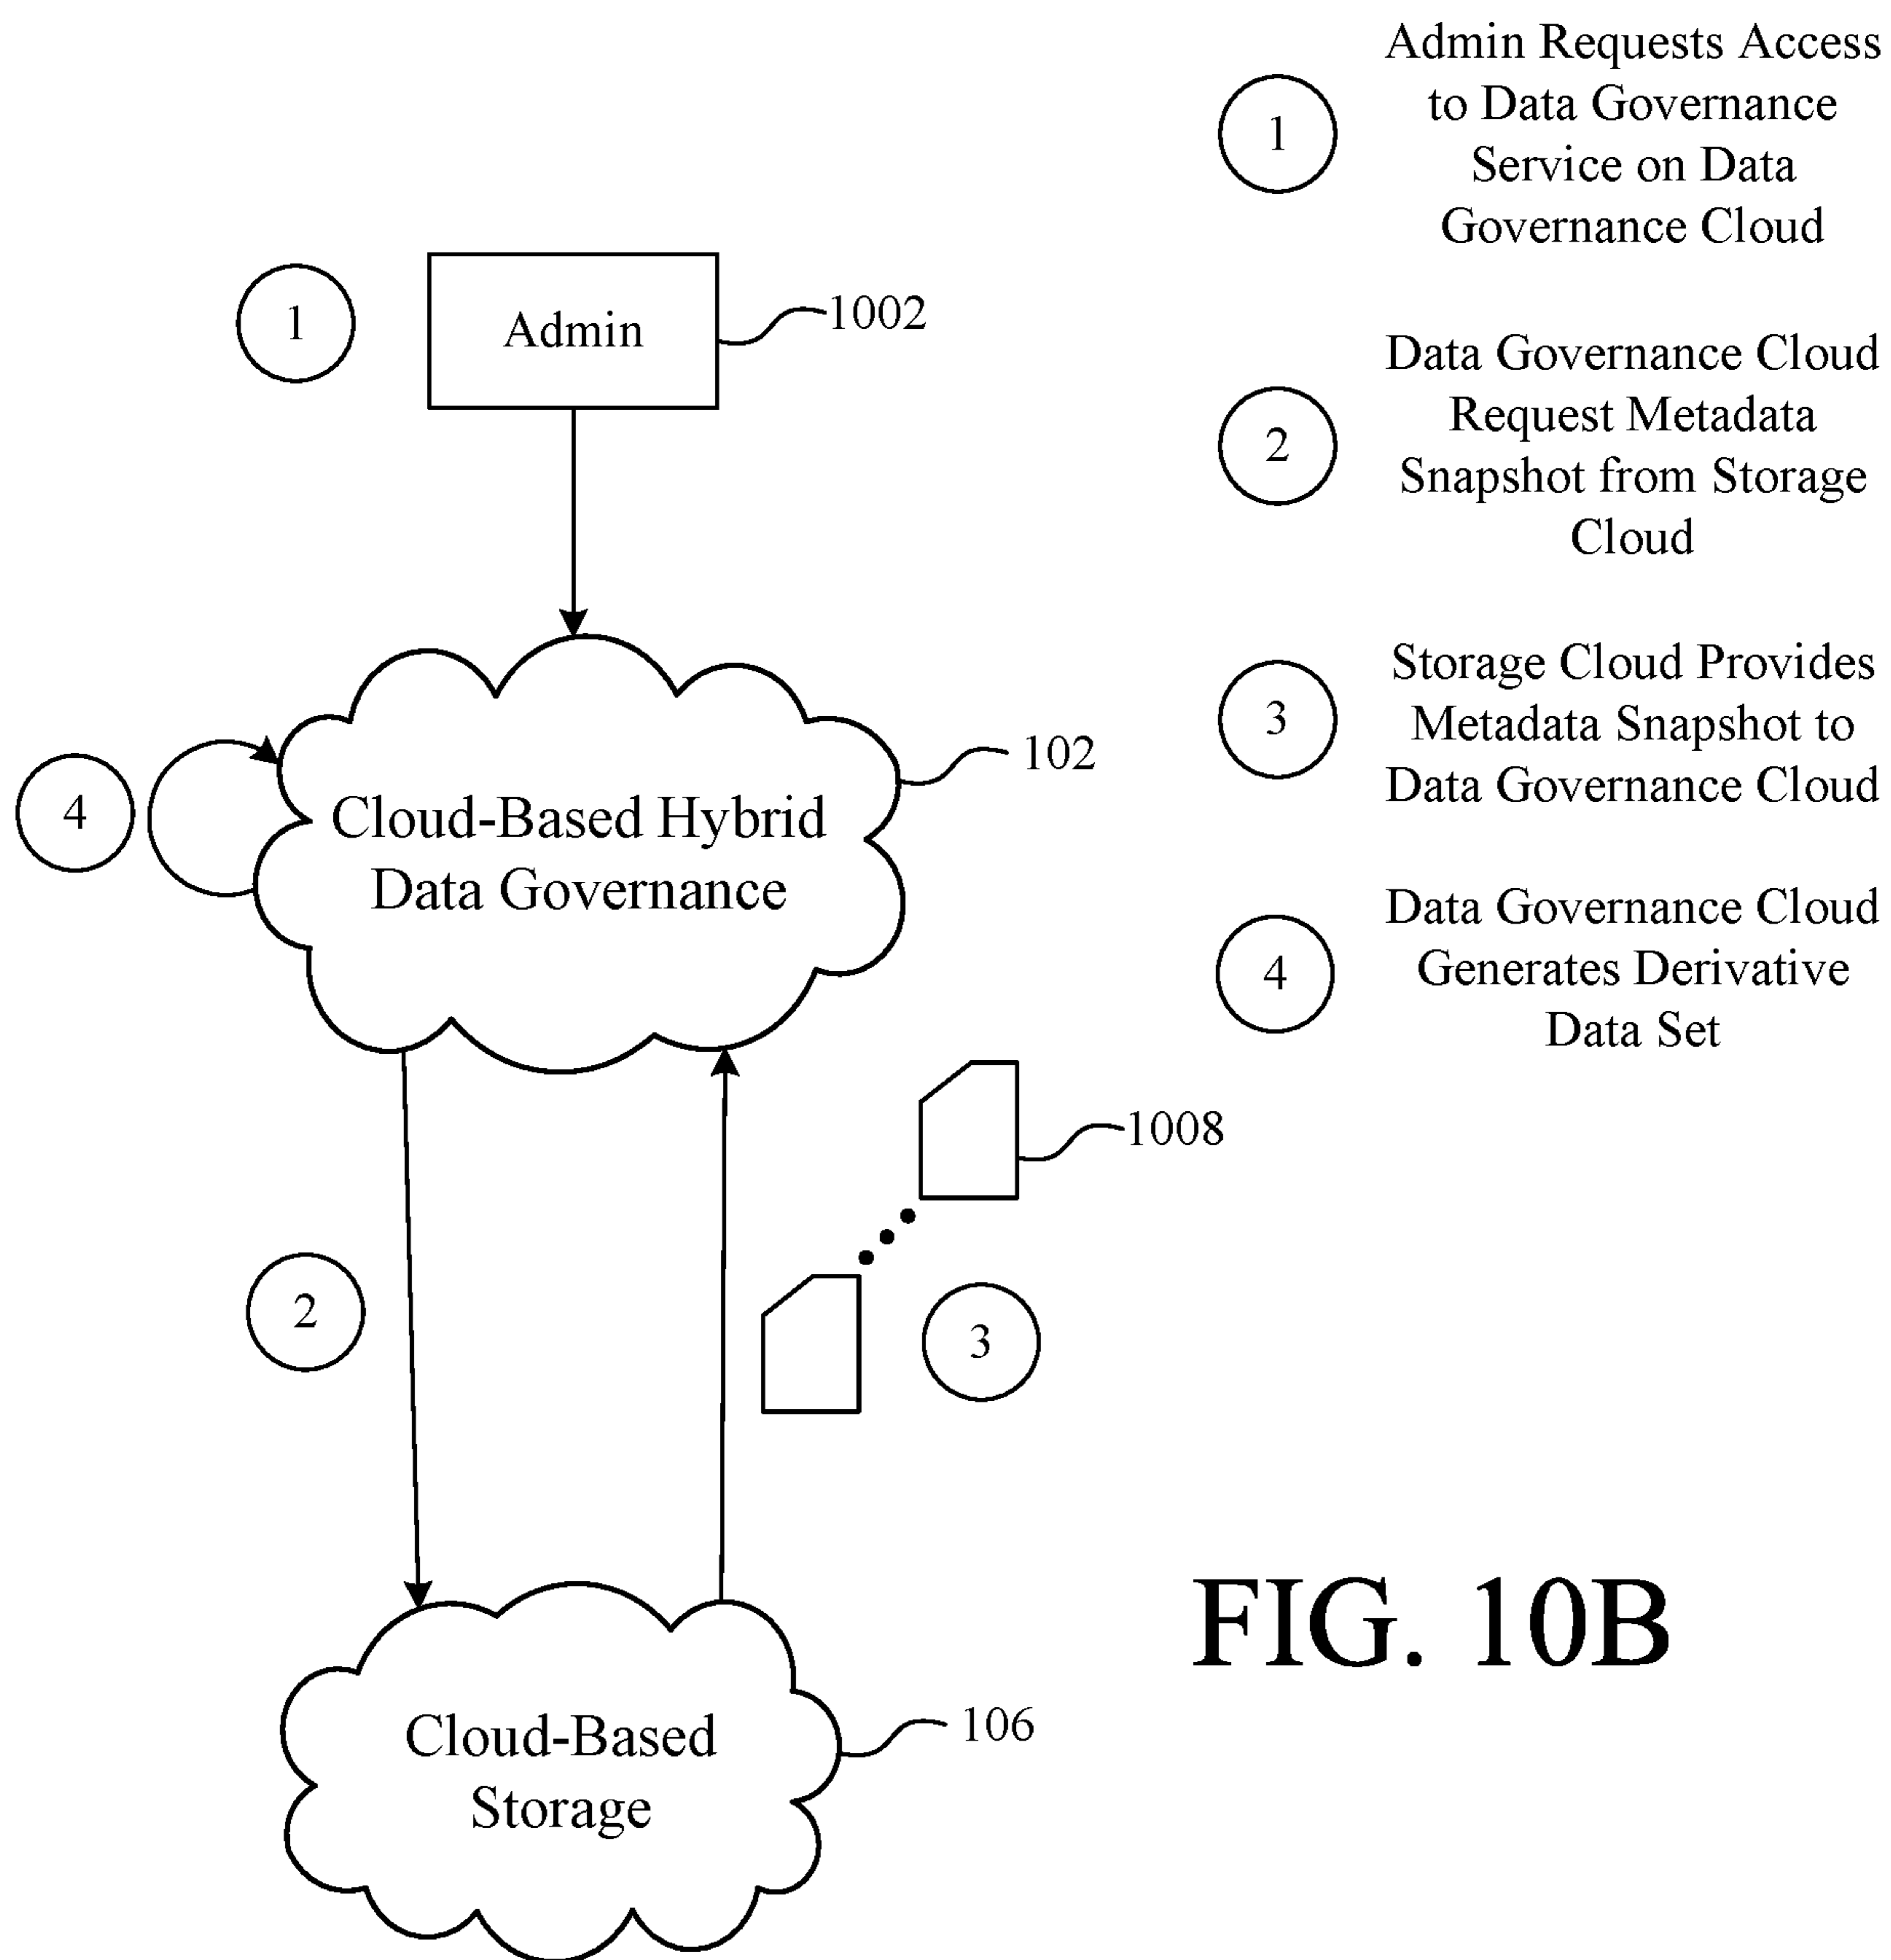 1
Admin Requests Access
to Data Governance
Service on Data
Governance Cloud
2
Data Governance Cloud
Request Metadata
Snapshot from Storage
Cloud
3
Storage Cloud Provides
Metadata Snapshot to
Data Governance Cloud
4
Data Governance Cloud
Generates Derivative
Data Set
1
Admin
1002
4
Cloud-Based Hybrid
Data Governance
102
1008
2
3
Cloud-Based
Storage
106
FIG. 10B